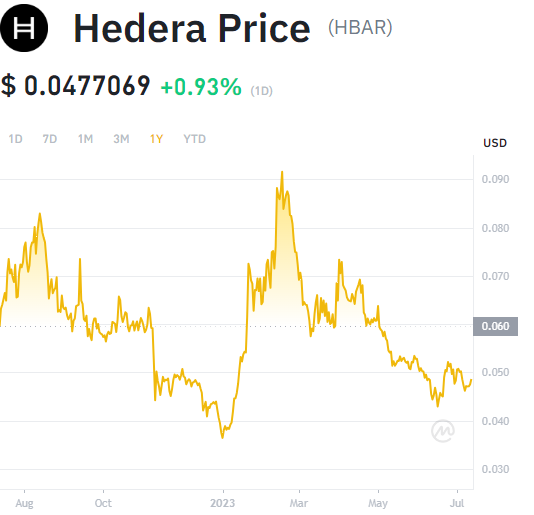 Hedera Price (HBAR)
$ 0.0477069 +0.93% (1D)
1D 7D 1M 3M 1Y YTD
USD
0.090
0.080
0.070
0.060
0.050
0.040
0.030
Aug Oct 2023 Mar May Jul